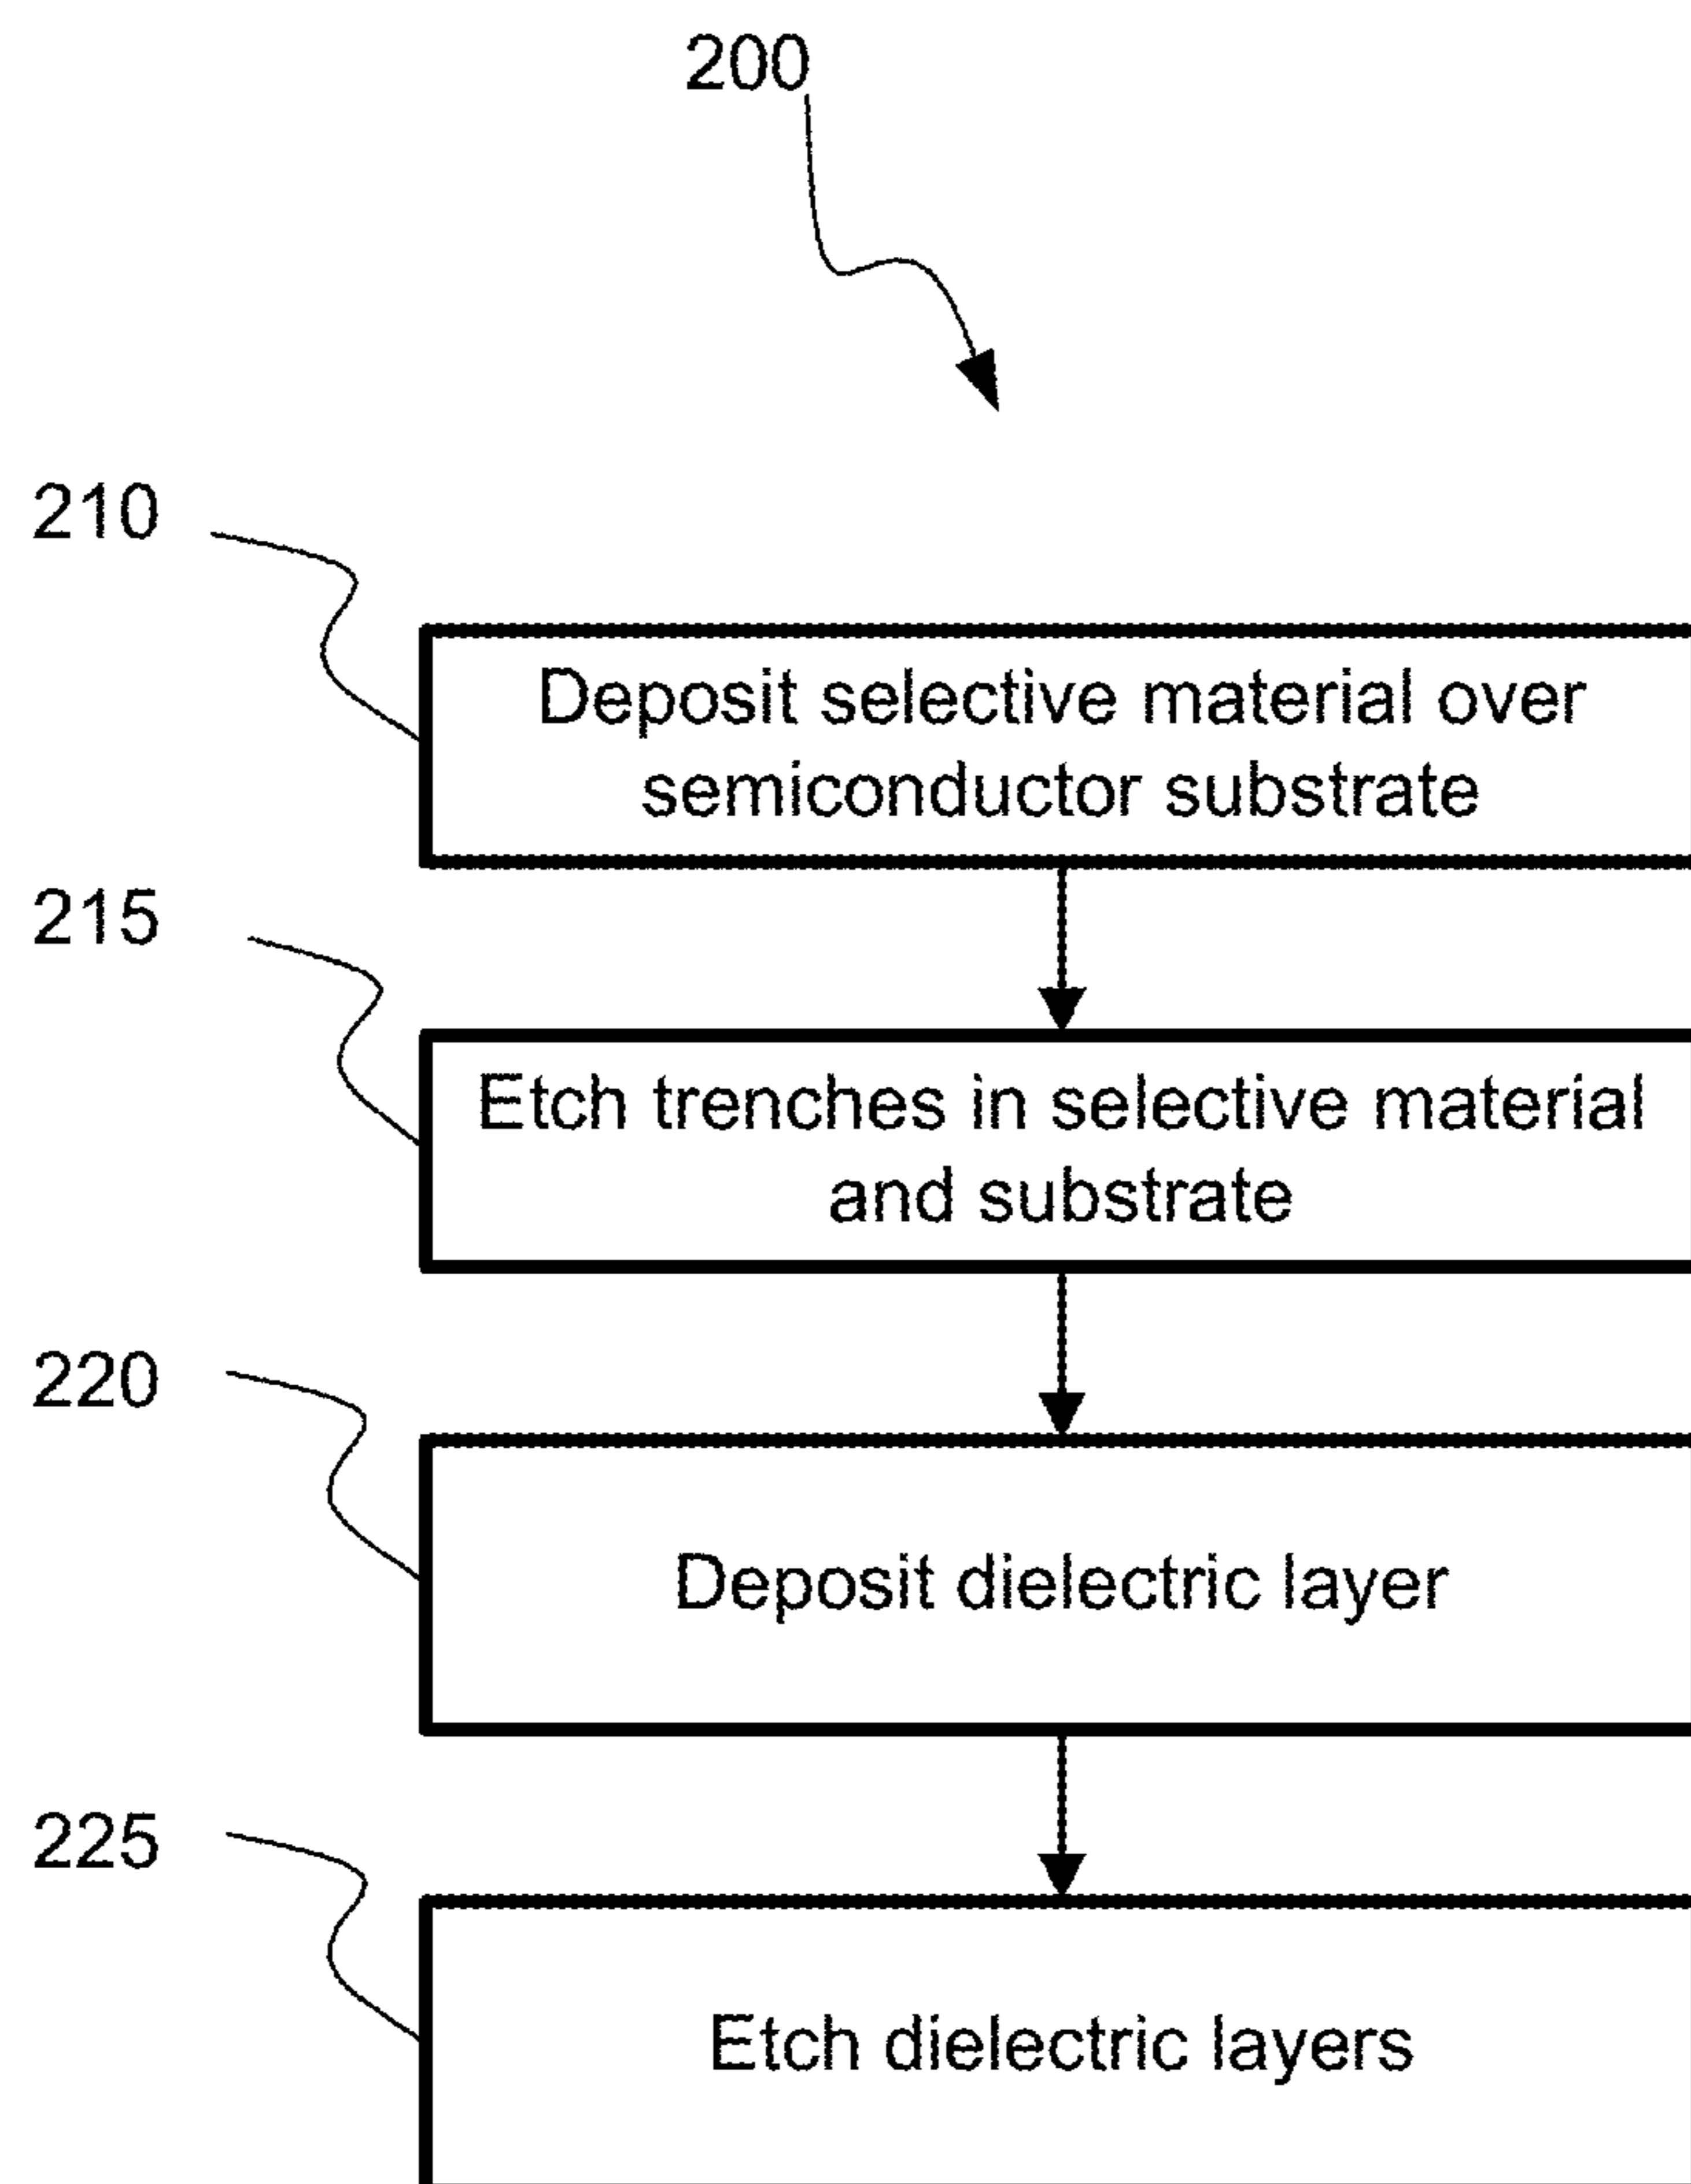 200
210
Deposit selective material over
semiconductor substrate
215
Etch trenches in selective material
and substrate
220
Deposit dielectric layer
225
Etch dielectric layers